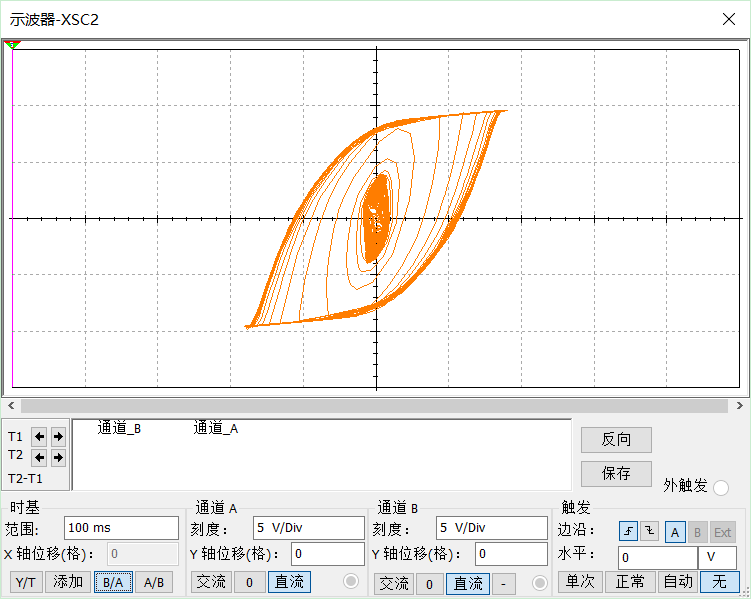 示波器-XSC2
通道_B 通道_A
T1
T2
T2-T1
反向
保存
外触发
时基 通道 A 通道 B 触发
范围: 100 ms 刻度: 5 V/Div 刻度: 5 V/Div 边沿: A B Ext
X 轴位移(格): 0 Y 轴位移(格): 0 Y 轴位移(格): 0 水平: 0 V
Y/T 添加 B/A A/B 交流 0 直流 交流 0 直流 - 单次 正常 自动 无